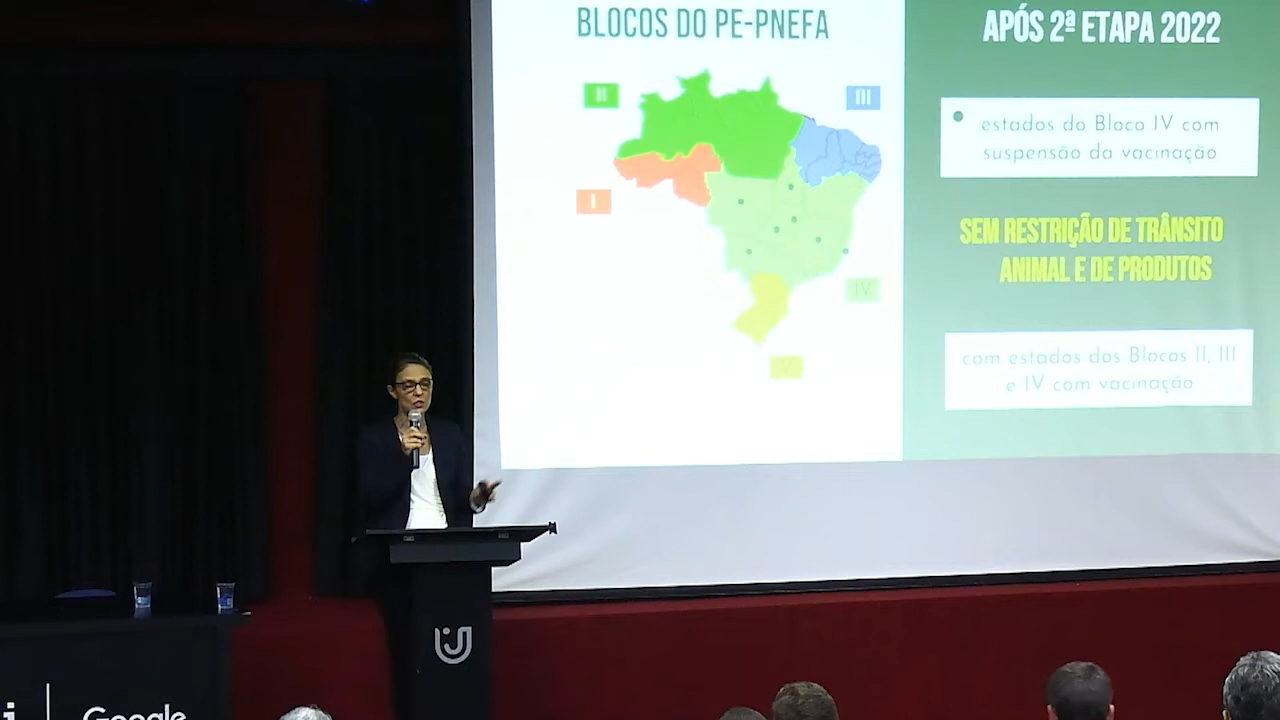 BLOCOS DO PE-PNEFA
II
III
I
IV
V
APÓS 2ª ETAPA 2022
estados do Bloco IV com
suspensão da vacinação
SEM RESTRIÇÃO DE TRÂNSITO
ANIMAL E DE PRODUTOS
com estados dos Blocos II, III
e IV com vacinação
Google